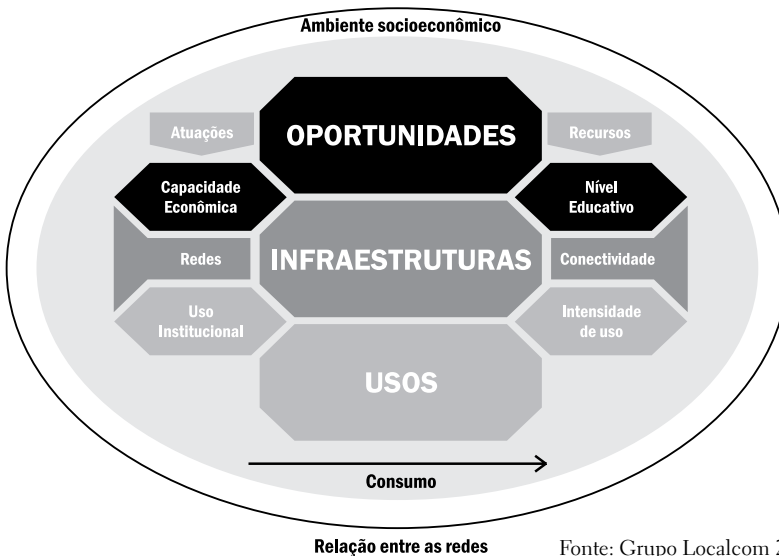 Ambiente socioeconômico
Atuações
OPORTUNIDADES
Recursos
Capacidade
Econômica
Nível
Educativo
Redes
INFRAESTRUTURAS
Conectividade
Uso
Institucional
Intensidade
de uso
USOS
Consumo
Relação entre as redes
Fonte: Grupo Localcom